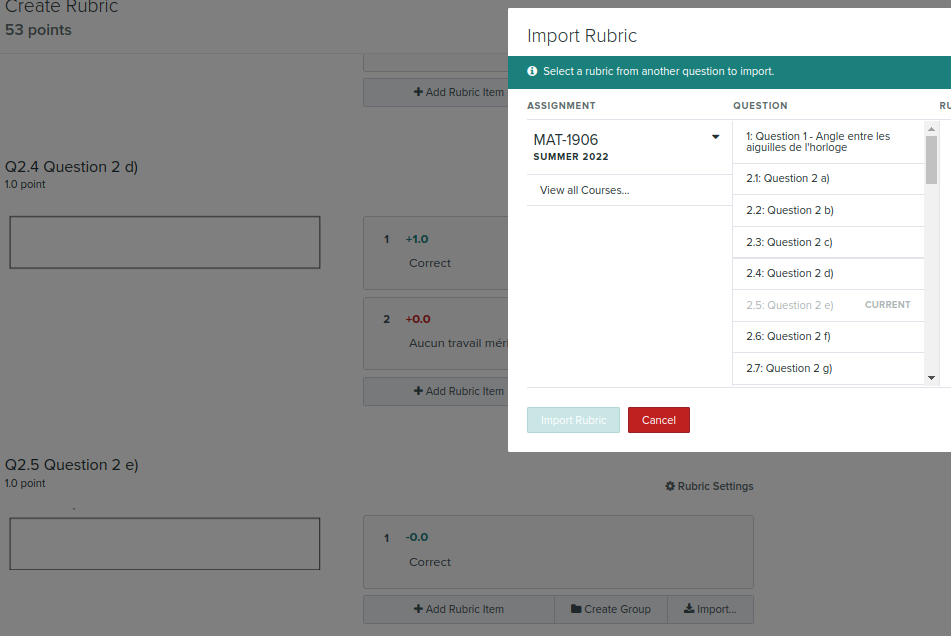 Create Rubric
53 points
Add Rubric Item
Q2.4 Question 2 d)
1.0 point
1 +1.0
Correct
2 +0.0
Aucun travail
Add Rubric Item
Q2.5 Question 2 e)
1.0 point
Rubric Settings
1 -0.0
Correct
Add Rubric Item
Create Group
Import...
Import Rubric
Select a rubric from another question to import.
ASSIGNMENT
QUESTION
MAT-1906
SUMMER 2022
View all Courses...
1: Question 1 - Angle entre les
aiguilles de l'horloge
2.1: Question 2 a)
2.2: Question 2 b)
2.3: Question 2 c)
2.4: Question 2 d)
2.5: Question 2 e) CURRENT
2.6: Question 2 f)
2.7: Question 2 g)
Import Rubric
Cancel